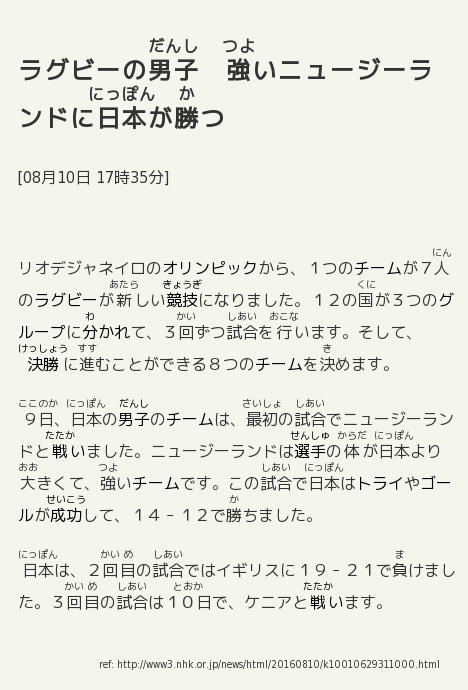 だんし つよ
ラグビーの男子 強いニュージーラ
にっぽん か
ンドに日本が勝つ
[08月10日 17時35分]
にん
リオデジャネイロのオリンピックから、１つのチームが７人
あたら きょうぎ くに
のラグビーが新しい競技になりました。１２の国が３つのグ
わ かい しあい おこな
ループに分かれて、３回ずつ試合を行います。そして、
けっしょう すす き
決勝に進むことができる８つのチームを決めます。
ここのか にっぽん だんし さいしょ しあい
９日、日本の男子のチームは、最初の試合でニュージーラン
たたか せんしゅ からだ にっぽん
ドと戦いました。ニュージーランドは選手の体が日本より
おお つよ しあい にっぽん
大きくて、強いチームです。この試合で日本はトライやゴー
せいこう か
ルが成功して、１４－１２で勝ちました。
にっぽん かい め しあい ま
日本は、２回目の試合ではイギリスに１９－２１で負けまし
かい め しあい とおか たたか
た。３回目の試合は１０日で、ケニアと戦います。
ref: http://www3.nhk.or.jp/news/html/20160810/k10010629311000.html